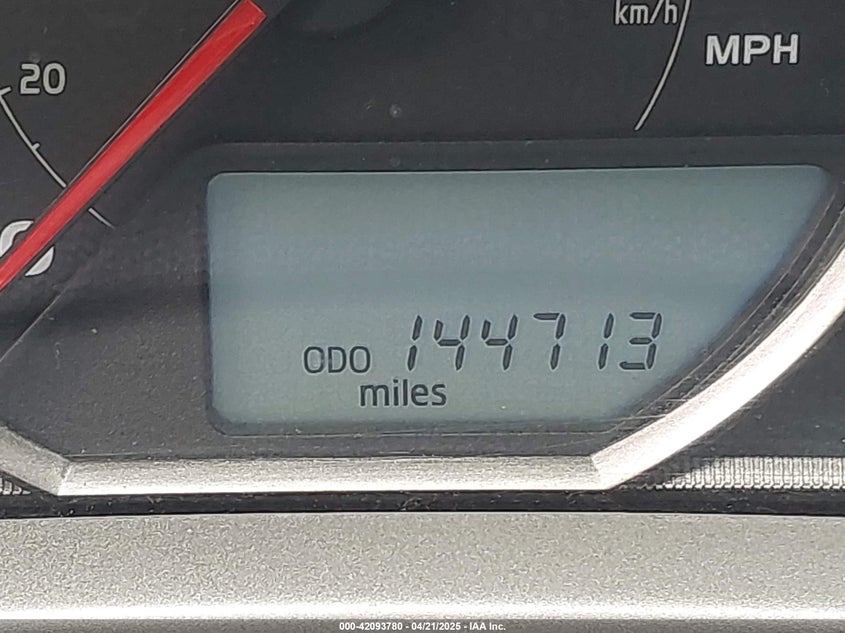 km/h
MPH
20
ODO 144713
miles
000-42093780 - 04/21/2025 - IAA Inc.